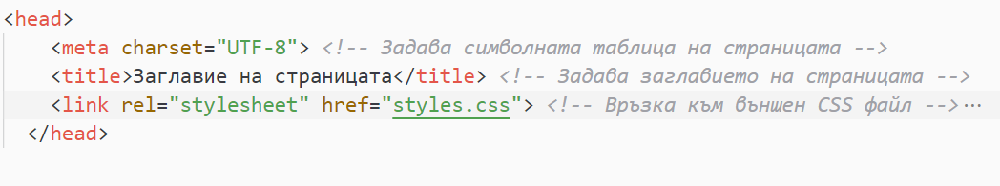 <head>
<meta charset="UTF-8"> <!-- Задава символната таблица на страницата -->
<title>Заглавие на страницата</title> <!-- Задава заглавието на страницата -->
<link rel="stylesheet" href="styles.css"> <!-- Връзка към външен CSS файл -->···
</head>